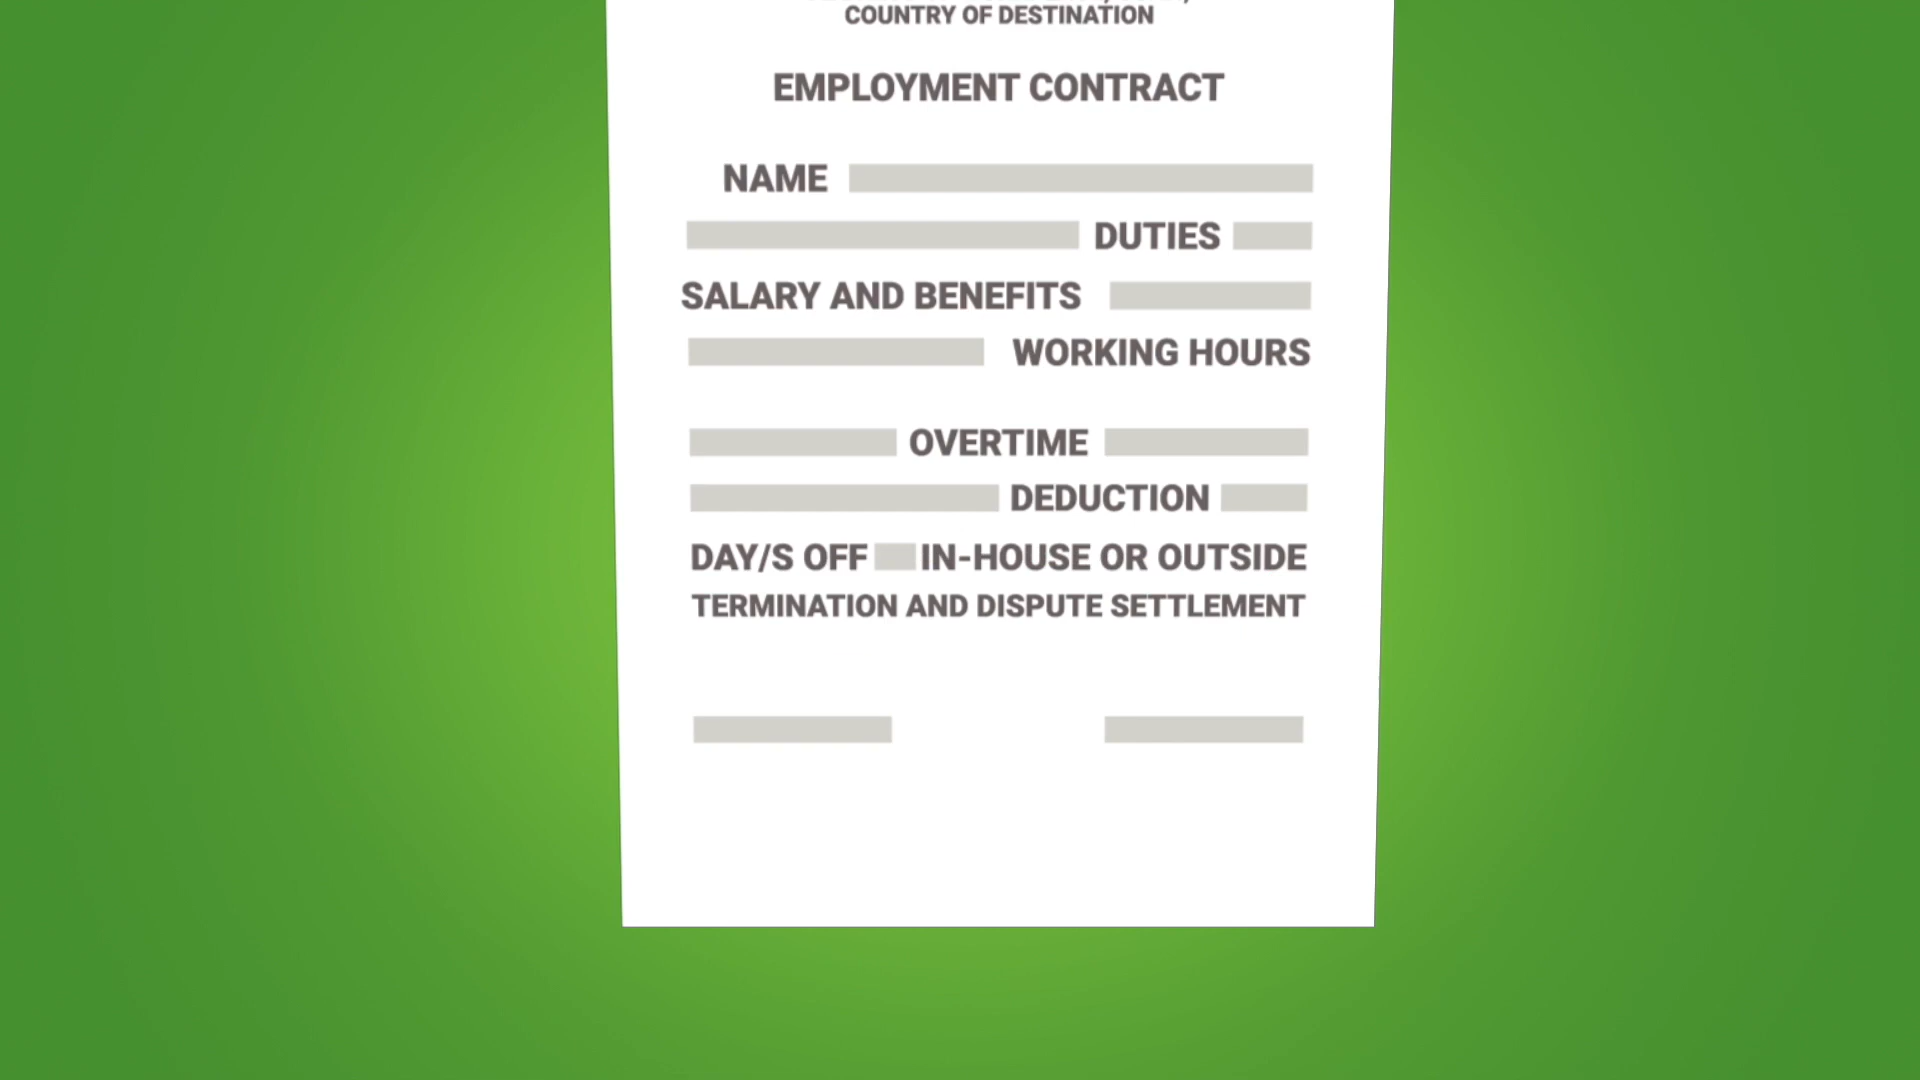 COUNTRY OF DESTINATION
EMPLOYMENT CONTRACT
NAME
DUTIES
SALARY AND BENEFITS
WORKING HOURS
OVERTIME
DEDUCTION
DAY/S OFF IN-HOUSE OR OUTSIDE
TERMINATION AND DISPUTE SETTLEMENT